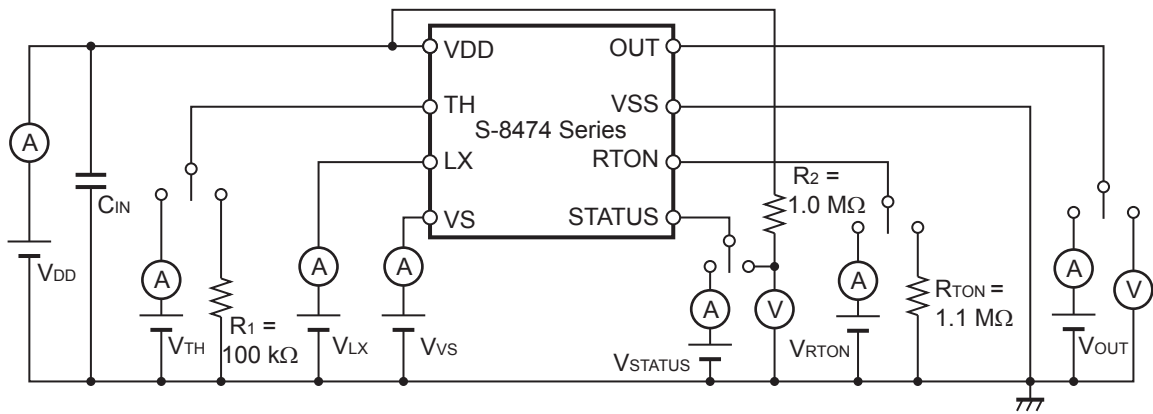 VDD
OUT
TH
VSS
S-8474 Series
A
LX
RTON
CIN
R2 =
1.0 MΩ
VS
STATUS
VDD
A
R1 =
100 kΩ
A
A
A
V
A
RTON =
1.1 MΩ
A
V
VTH
VLX
VVS
VSTATUS
VRTON
VOUT